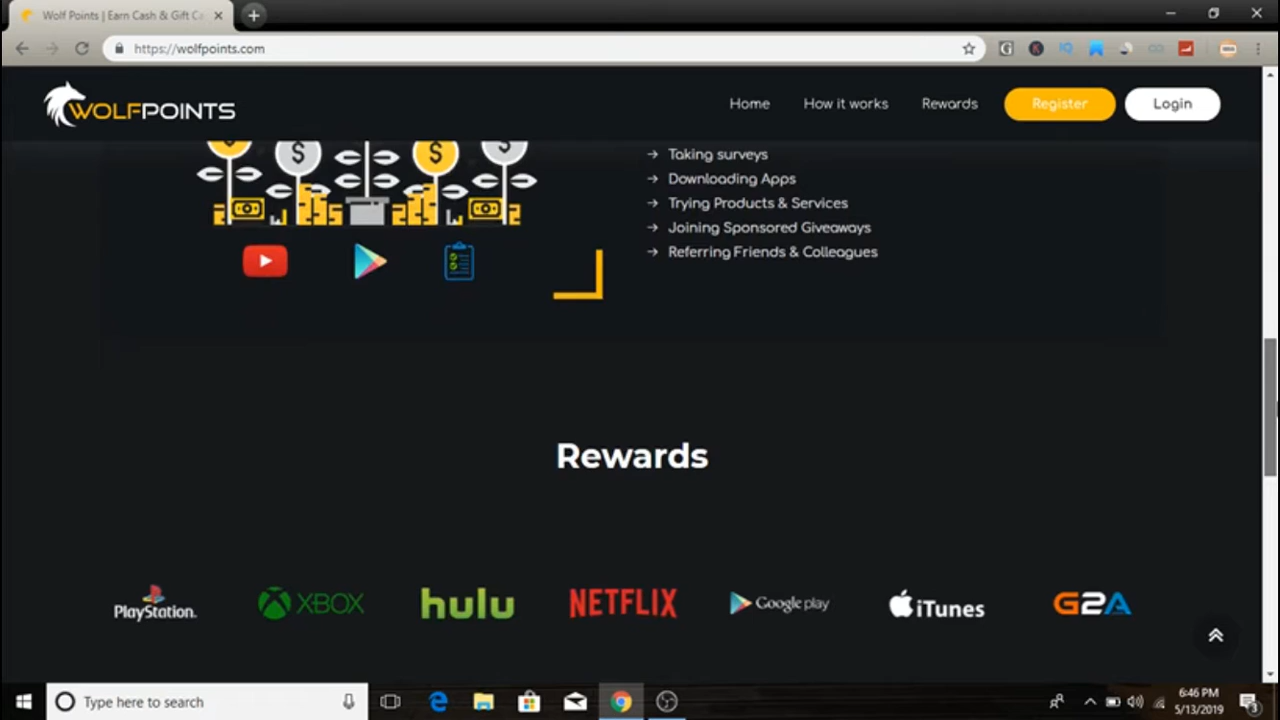 Wolf Points | Earn Cash & Gift Ca
https://wolfpoints.com
WOLFPOINTS
Home
How it works
Rewards
Register
Login
Taking surveys
Downloading Apps
Trying Products & Services
Joining Sponsored Giveaways
Referring Friends & Colleagues
Rewards
PlayStation.
XBOX
hulu
NETFLIX
Google play
iTunes
G2A
Type here to search
6:46 PM
5/13/2019
3